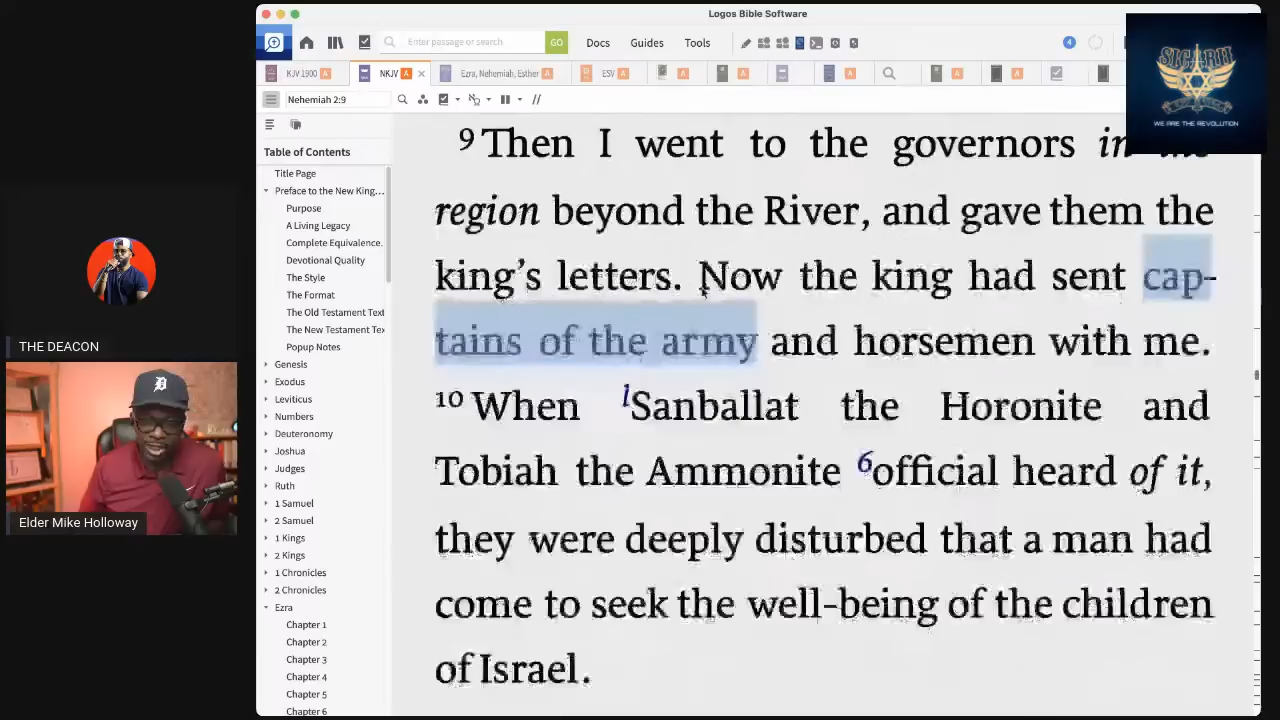 Logos Bible Software
Enter passage or search
GO
Docs
Guides
Tools
4
KJV 1900 A
NKJV A
Ezra, Nehemiah, Esther A
ESV A
A
A
A
A
A
Nehemiah 2:9
Table of Contents
Title Page
Preface to the New King...
Purpose
A Living Legacy
Complete Equivalence.
Devotional Quality
The Style
The Format
The Old Testament Text
The New Testament Tex
Popup Notes
Genesis
Exodus
Leviticus
Numbers
Deuteronomy
Joshua
Judges
Ruth
1 Samuel
2 Samuel
1 Kings
2 Kings
1 Chronicles
2 Chronicles
Ezra
Chapter 1
Chapter 2
Chapter 3
Chapter 4
Chapter 5
Chapter 6
9 Then I went to the governors in the
region beyond the River, and gave them the
king’s letters. Now the king had sent cap-
tains of the army and horsemen with me.
10 When l Sanballat the Horonite and
Tobiah the Ammonite 6 official heard of it,
they were deeply disturbed that a man had
come to seek the well-being of the children
of Israel.
SICARII
WE ARE THE REVOLUTION
THE DEACON
D
Elder Mike Holloway